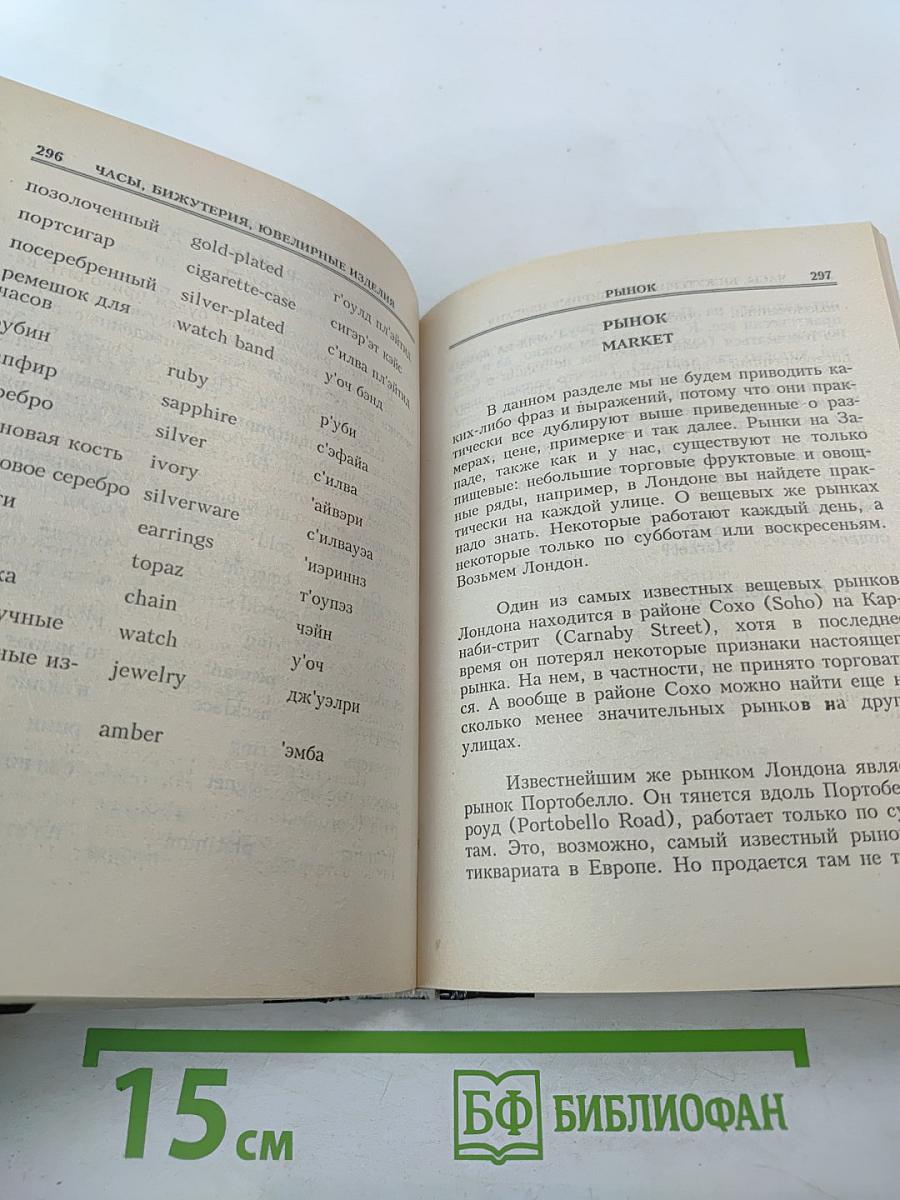 296 ЧАСЫ, БИЖУТЕРИЯ, ЮВЕЛИРНЫЕ ИЗДЕЛИЯ
позолоченный gold-plated г'оулд пл'эйтид
портсигар cigarette-case сигэр'эт кэйс
посеребренный silver-plated с'илва пл'эйтид
ремешок для watch band у'оч бэнд
часов
убин ruby р'уби
пфир sapphire с'эфайа
ребро silver с'илва
новая кость ivory 'айвэри
овое серебро silverware с'илвауэа
ги earrings 'иэриннз
topaz т'оупэз
ка chain чэйн
учные watch у'оч
ные из- jewelry дж'уэлри
amber 'эмба
РЫНОК 297
РЫНОК
MARKET
В данном разделе мы не будем приводить ка-
ких-либо фраз и выражений, потому что они прак-
тически все дублируют выше приведенные о раз-
мерах, цене, примерке и так далее. Рынки на За-
паде, также как и у нас, существуют не только
пищевые: небольшие торговые фруктовые и овощ-
ные ряды, например, в Лондоне вы найдете прак-
тически на каждой улице. О вещевых же рынках
надо знать. Некоторые работают каждый день, а
некоторые только по субботам или воскресеньям.
Возьмем Лондон.
Один из самых известных вещевых рынков
Лондона находится в районе Сохо (Soho) на Кар-
наби-стрит (Carnaby Street), хотя в последнее
время он потерял некоторые признаки настоящег
рынка. На нем, в частности, не принято торговат
ся. А вообще в районе Сохо можно найти еще н
сколько менее значительных рынков на друг
улицах.
Известнейшим же рынком Лондона являе
рынок Портобелло. Он тянется вдоль Портобе
роуд (Portobello Road), работает только по су
там. Это, возможно, самый известный рыно
тиквариата в Европе. Но продается там не т
15 см
БФ БИБЛИОФАН